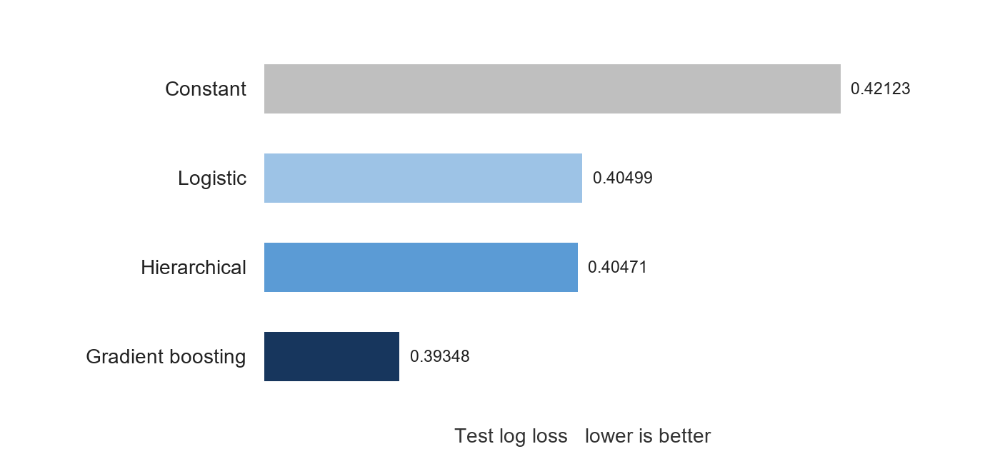 Constant 0.42123
Logistic 0.40499
Hierarchical 0.40471
Gradient boosting 0.39348
Test log loss lower is better